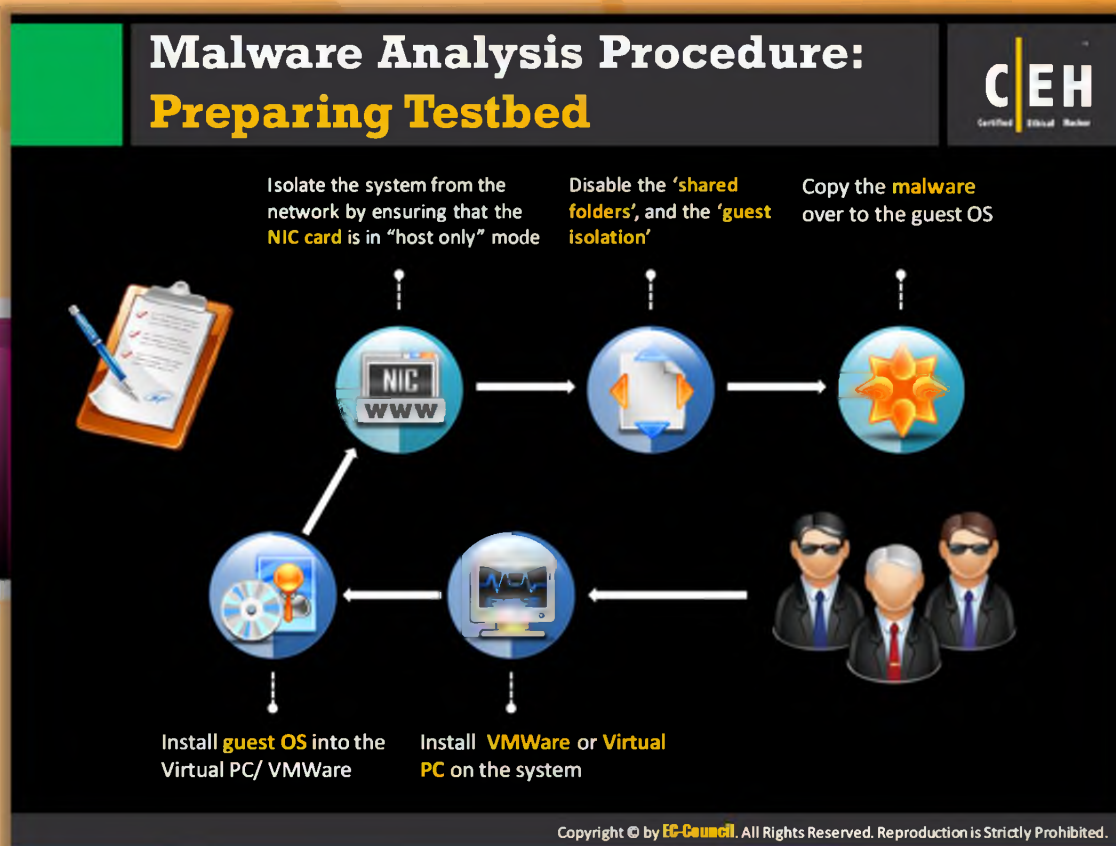 Malware Analysis Procedure:
Preparing Testbed
C EH
Certified Ethical Hacker
Isolate the system from the
network by ensuring that the
NIC card is in "host only" mode
Disable the 'shared
folders', and the 'guest
isolation'
Copy the malware
over to the guest OS
NIC
WWW
Install guest OS into the
Virtual PC/ VMWare
Install VMWare or Virtual
PC on the system
Copyright © by EC-Council. All Rights Reserved. Reproduction is Strictly Prohibited.